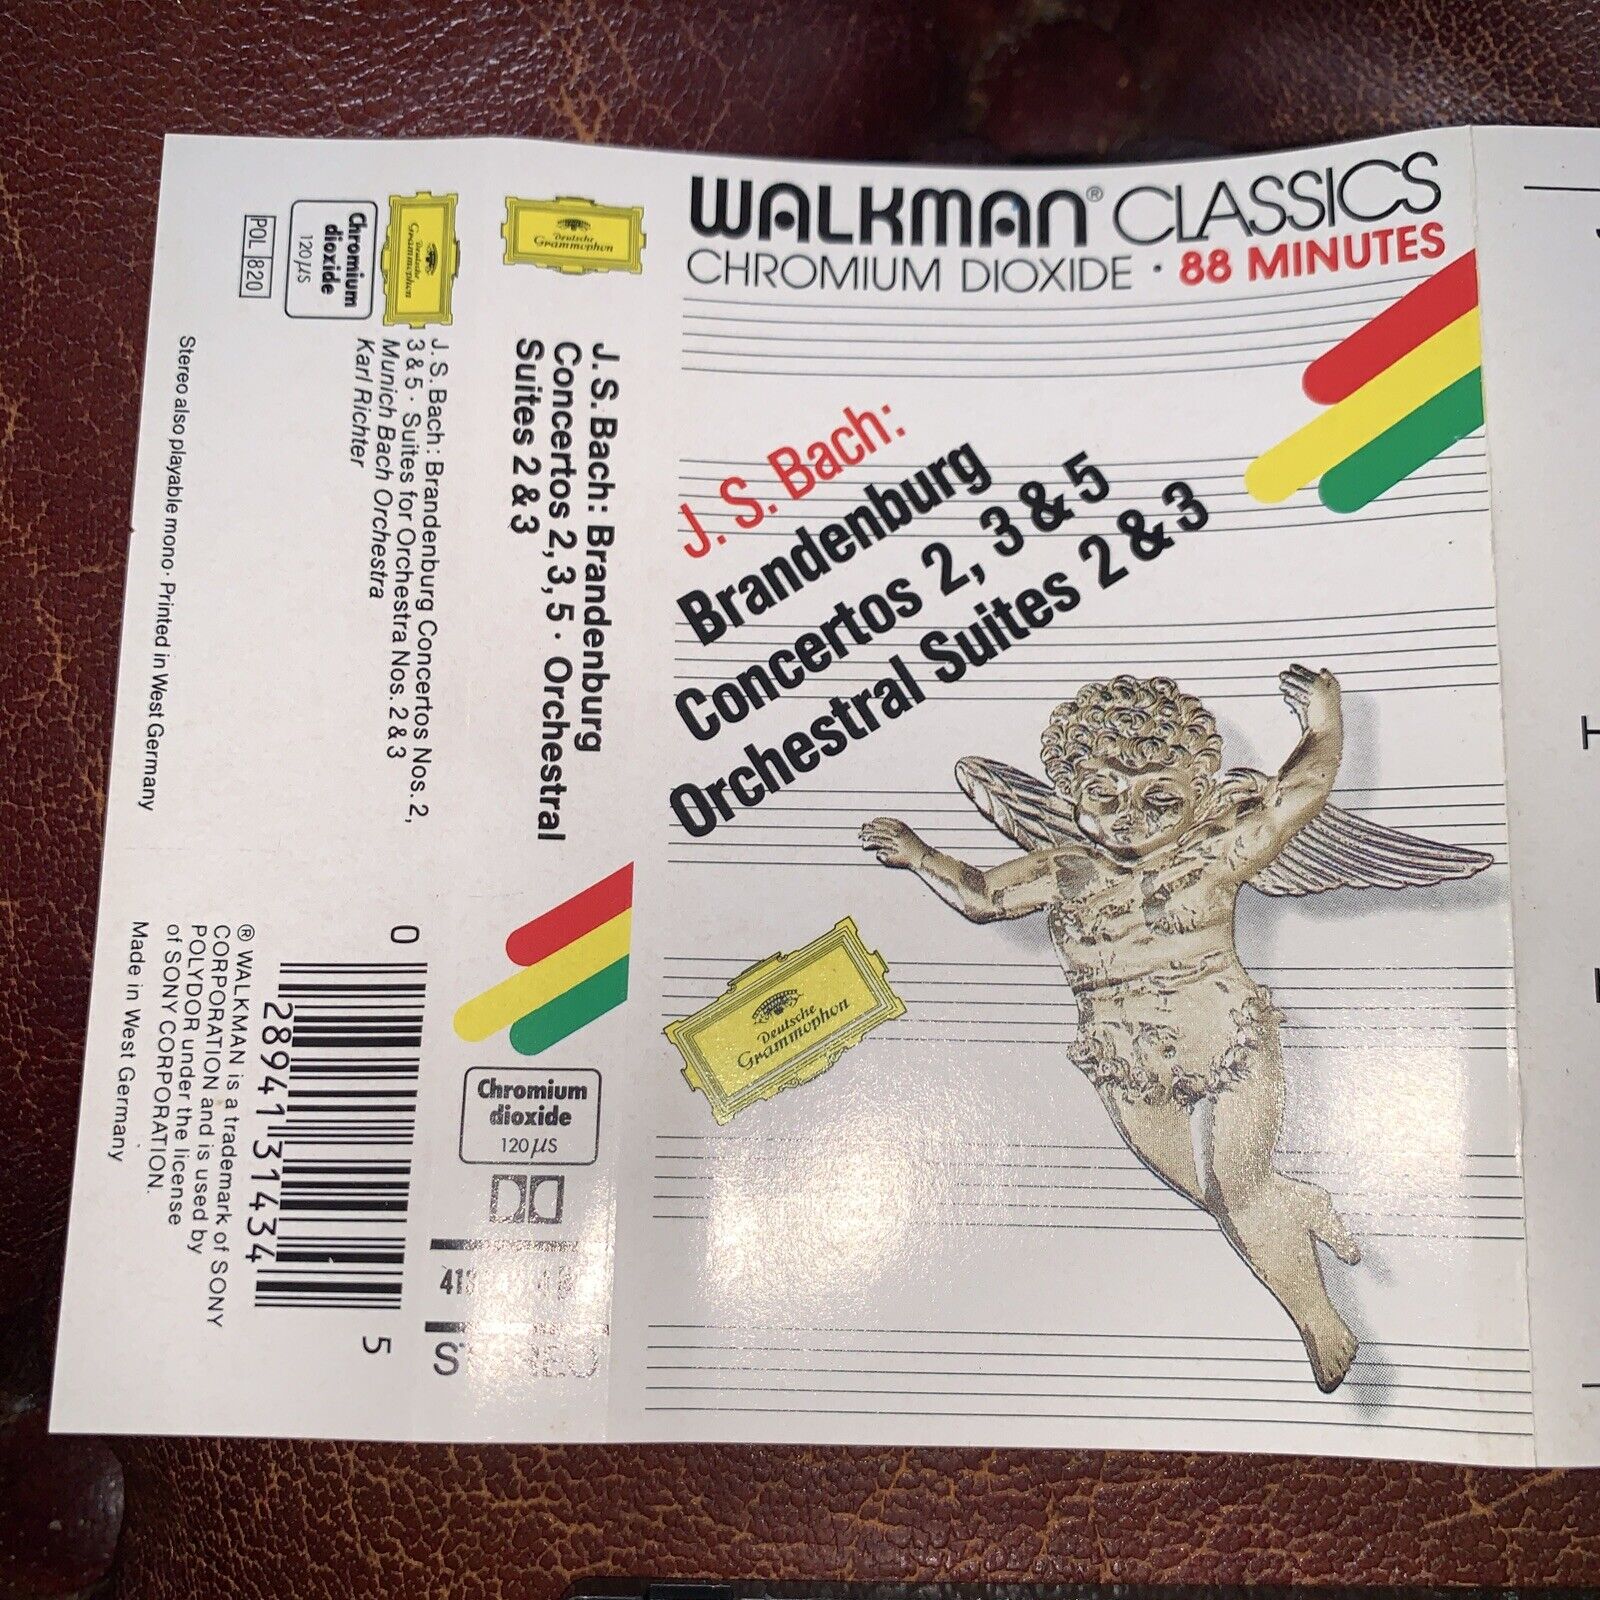 WALKMAN® CLASSICS
CHROMIUM DIOXIDE · 88 MINUTES
J. S. Bach:
Brandenburg
Concertos 2, 3 & 5
Orchestral Suites 2 & 3
Deutsche
Grammophon
Deutsche
Grammophon
J. S. Bach: Brandenburg
Concertos 2, 3, 5 · Orchestral
Suites 2 & 3
Chromium
dioxide
120 µs
Deutsche
Grammophon
J. S. Bach: Brandenburg Concertos Nos. 2,
3 & 5 · Suites for Orchestra Nos. 2 & 3
Munich Bach Orchestra
Karl Richter
Chromium
dioxide
120 µs
POL 820
Stereo also playable mono · Printed in West Germany
0 28941 31434 5
® WALKMAN is a trademark of SONY
CORPORATION and is used by
POLYDOR under the license
of SONY CORPORATION.
Made in West Germany